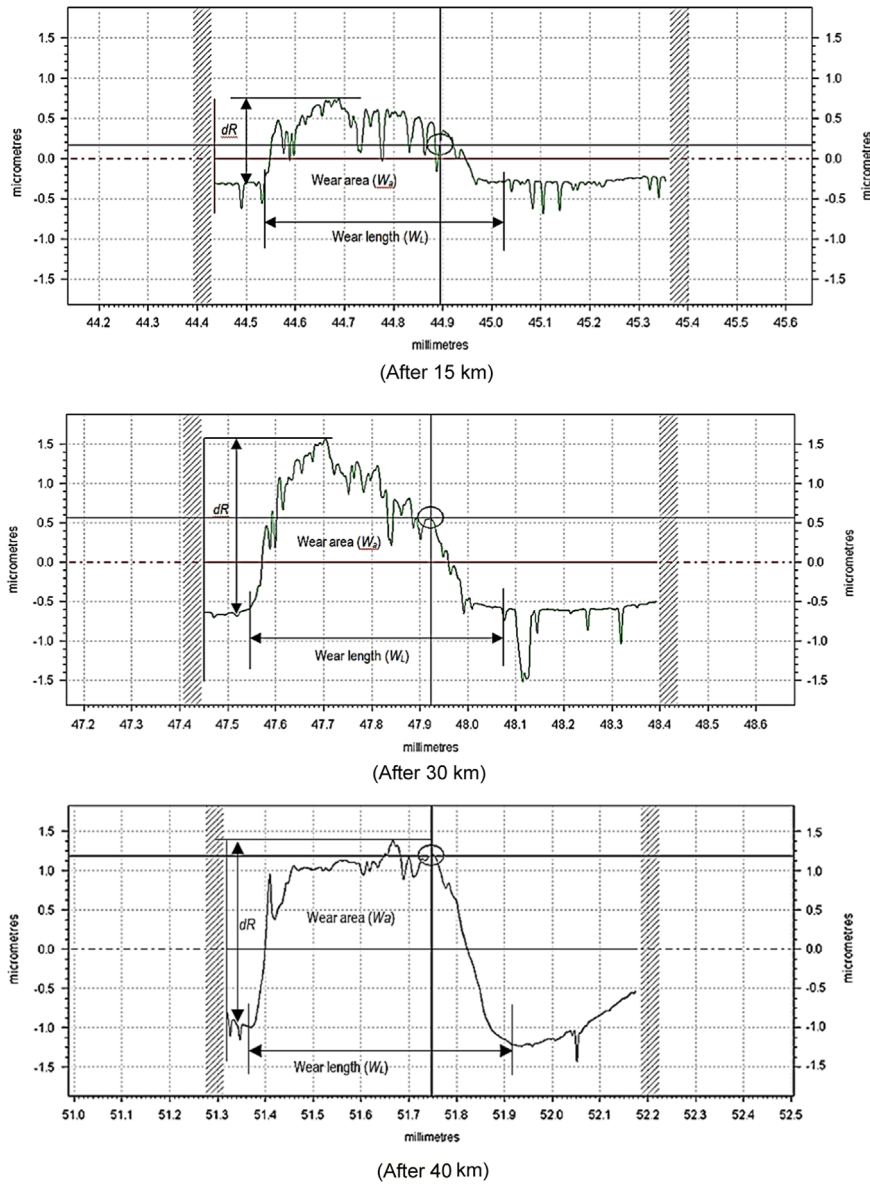 1.5 1.5
1.0 1.0
dR 0.5 0.5
micrometres 0.0 0.0 micrometres
Wear area (Wa)
-0.5 -0.5
Wear length (WL)
-1.0 -1.0
-1.5 -1.5
44.2 44.3 44.4 44.5 44.6 44.7 44.8 44.9 45.0 45.1 45.2 45.3 45.4 45.5 45.6
millimetres
(After 15 km)
1.5 1.5
1.0 1.0
dR
0.5 0.5
Wear area (Wa)
micrometres 0.0 0.0 micrometres
-0.5 -0.5
-1.0 -1.0
Wear length (WL)
-1.5 -1.5
47.2 47.3 47.4 47.5 47.6 47.7 47.8 47.9 48.0 48.1 48.2 48.3 48.4 48.5 48.6
millimetres
(After 30 km)
1.5 1.5
1.0 1.0
0.5 0.5
dR Wear area (Wa)
micrometres 0.0 0.0 micrometres
-0.5 -0.5
-1.0 -1.0
Wear length (WL)
-1.5 -1.5
51.0 51.1 51.2 51.3 51.4 51.5 51.6 51.7 51.8 51.9 52.0 52.1 52.2 52.4 52.5
millimetres
(After 40 km)